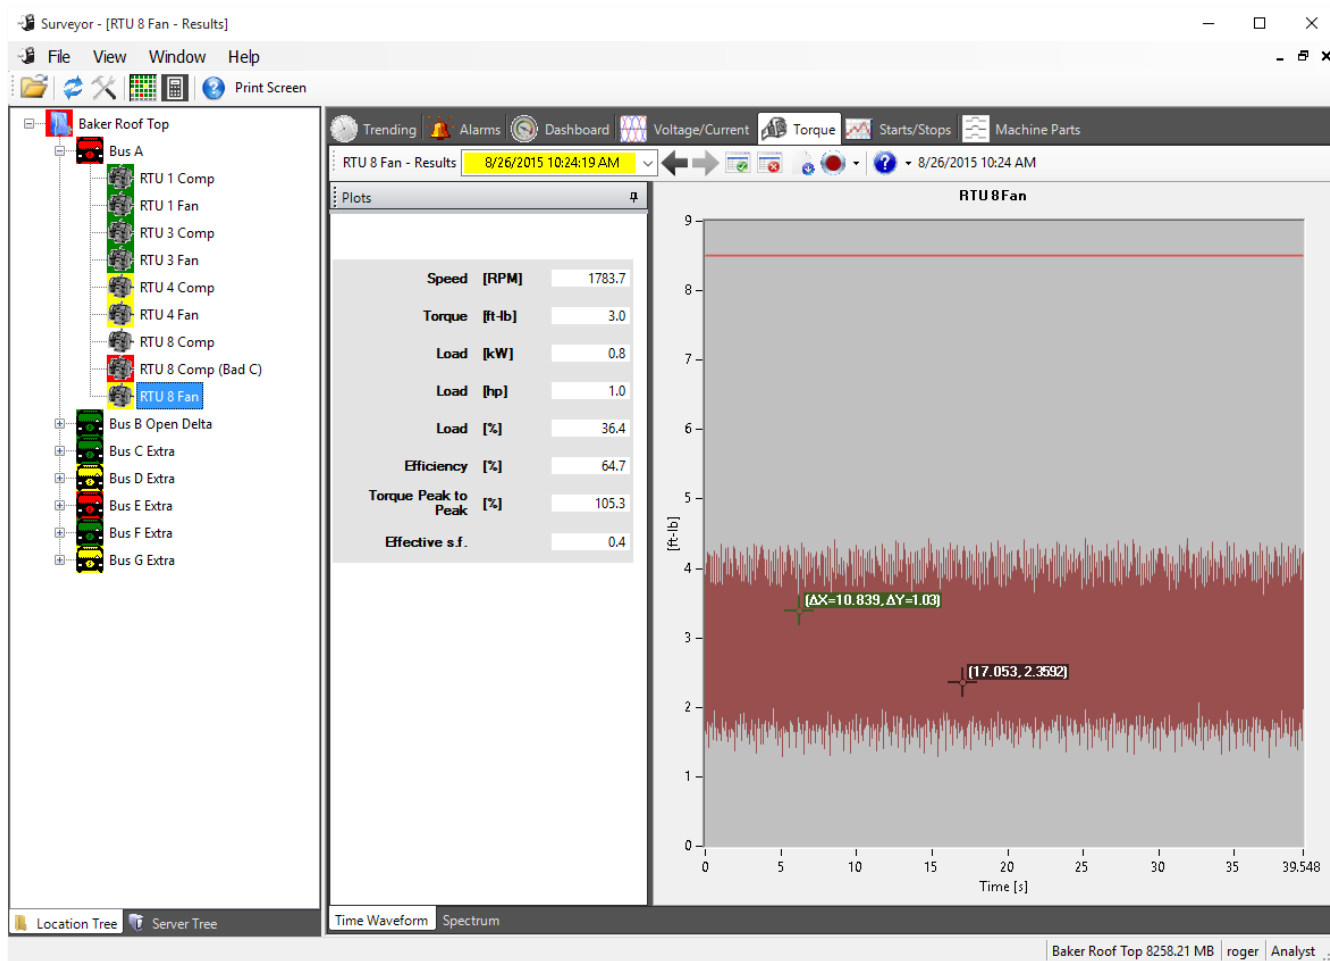 Surveyor - [RTU 8 Fan - Results]
File View Window Help
Print Screen
Baker Roof Top
Bus A
RTU 1 Comp
RTU 1 Fan
RTU 3 Comp
RTU 3 Fan
RTU 4 Comp
RTU 4 Fan
RTU 8 Comp
RTU 8 Comp (Bad C)
RTU 8 Fan
Bus B Open Delta
Bus C Extra
Bus D Extra
Bus E Extra
Bus F Extra
Bus G Extra
Location Tree Server Tree
Trending Alarms Dashboard Voltage/Current Torque Starts/Stops Machine Parts
RTU 8 Fan - Results 8/26/2015 10:24:19 AM 8/26/2015 10:24 AM
Plots
Speed [RPM] 1783.7
Torque [ft-lb] 3.0
Load [kW] 0.8
Load [hp] 1.0
Load [%] 36.4
Efficiency [%] 64.7
Torque Peak to
Peak [%] 105.3
Effective s.f. 0.4
Time Waveform Spectrum
RTU 8 Fan
9
8
7
6
5
4
3
2
1
0
[ft-lb]
(ΔX=10.839, ΔY=1.03)
(17.053, 2.3592)
0 5 10 15 20 25 30 35 39.548
Time [s]
Baker Roof Top 8258.21 MB roger Analyst